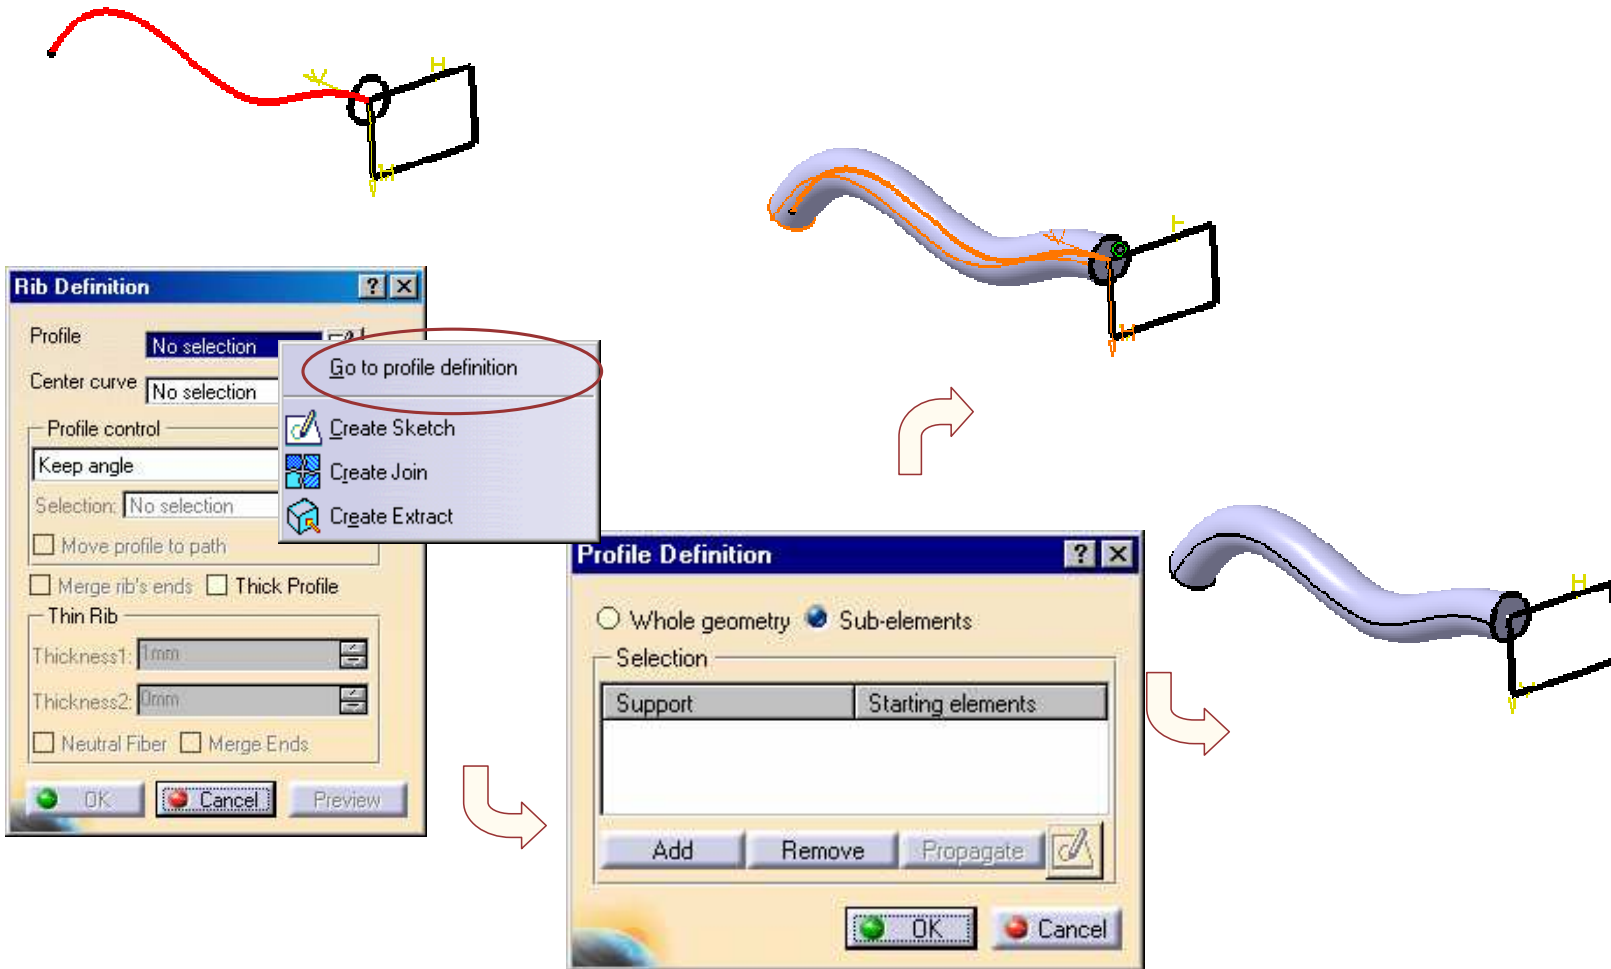 H
V
H
Rib Definition
Profile
No selection
Go to profile definition
Center curve
No selection
Profile control
Create Sketch
Keep angle
Create Join
Selection:
No selection
Create Extract
Move profile to path
Merge rib's ends
Thick Profile
Thin Rib
Thickness1:
1mm
Thickness2:
0mm
Neutral Fiber
Merge Ends
OK
Cancel
Preview
Profile Definition
Whole geometry
Sub-elements
Selection
Support
Starting elements
Add
Remove
Propagate
OK
Cancel
H
V
H